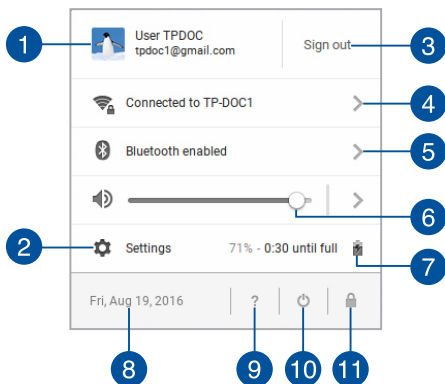 1
User TPDOC
tpdoc1@gmail.com
Sign out
3
Connected to TP-DOC1
4
Bluetooth enabled
5
6
2
Settings
71% - 0:30 until full
7
Fri, Aug 19, 2016
?
8
9
10
11